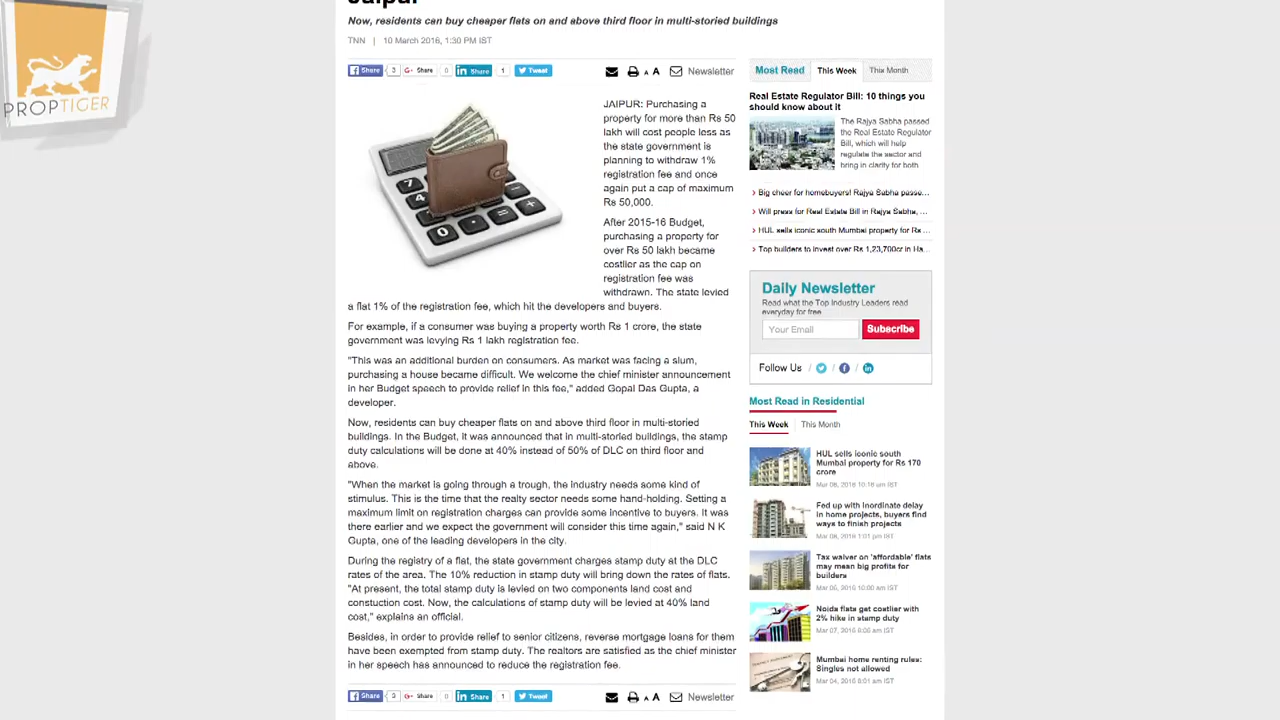 Jaipur
Now, residents can buy cheaper flats on and above third floor in multi-storied buildings
TNN | 10 March 2016, 1:30 PM IST
PROPTIGER
Share 3 Share 0 Share 1 Tweet
A A Newsletter
JAIPUR: Purchasing a
property for more than Rs 50
lakh will cost people less as
the state government is
planning to withdraw 1%
registration fee and once
again put a cap of maximum
Rs 50,000.
After 2015-16 Budget,
purchasing a property for
over Rs 50 lakh became
costlier as the cap on
registration fee was
withdrawn. The state levied
a flat 1% of the registration fee, which hit the developers and buyers.
For example, if a consumer was buying a property worth Rs 1 crore, the state
government was levying Rs 1 lakh registration fee.
"This was an additional burden on consumers. As market was facing a slum,
purchasing a house became difficult. We welcome the chief minister announcement
in her Budget speech to provide relief in this fee," added Gopal Das Gupta, a
developer.
Now, residents can buy cheaper flats on and above third floor in multi-storied
buildings. In the Budget, it was announced that in multi-storied buildings, the stamp
duty calculations will be done at 40% instead of 50% of DLC on third floor and
above.
"When the market is going through a trough, the industry needs some kind of
stimulus. This is the time that the realty sector needs some hand-holding. Setting a
maximum limit on registration charges can provide some incentive to buyers. It was
there earlier and we expect the government will consider this time again," said N K
Gupta, one of the leading developers in the city.
During the registry of a flat, the state government charges stamp duty at the DLC
rates of the area. The 10% reduction in stamp duty will bring down the rates of flats.
"At present, the total stamp duty is levied on two components land cost and
constuction cost. Now, the calculations of stamp duty will be levied at 40% land
cost," explains an official.
Besides, in order to provide relief to senior citizens, reverse mortgage loans for them
have been exempted from stamp duty. The realtors are satisfied as the chief minister
in her speech has announced to reduce the registration fee.
Share 3 Share 0 Share 1 Tweet
A A Newsletter
Most Read This Week This Month
Real Estate Regulator Bill: 10 things you
should know about it
The Rajya Sabha passed
the Real Estate Regulator
Bill, which will help
regulate the sector and
bring in clarity for both
Big cheer for homebuyers! Rajya Sabha passe...
Will press for Real Estate Bill in Rajya Sabha, ...
HUL sells iconic south Mumbai property for Rs ...
Top builders to invest over Rs 1,23,700cr in Ha...
Daily Newsletter
Read what the Top Industry Leaders read
everyday for free
Your Email Subscribe
Follow Us / / /
Most Read in Residential
This Week This Month
HUL sells iconic south
Mumbai property for Rs 170
crore
Mar 08, 2016 10:18 am IST
Fed up with inordinate delay
in home projects, buyers find
ways to finish projects
Mar 08, 2016 1:01 pm IST
Tax waiver on 'affordable' flats
may mean big profits for
builders
Mar 05, 2016 10:00 am IST
Noida flats get costlier with
2% hike in stamp duty
Mar 07, 2016 8:06 am IST
Mumbai home renting rules:
Singles not allowed
Mar 04, 2016 8:01 am IST